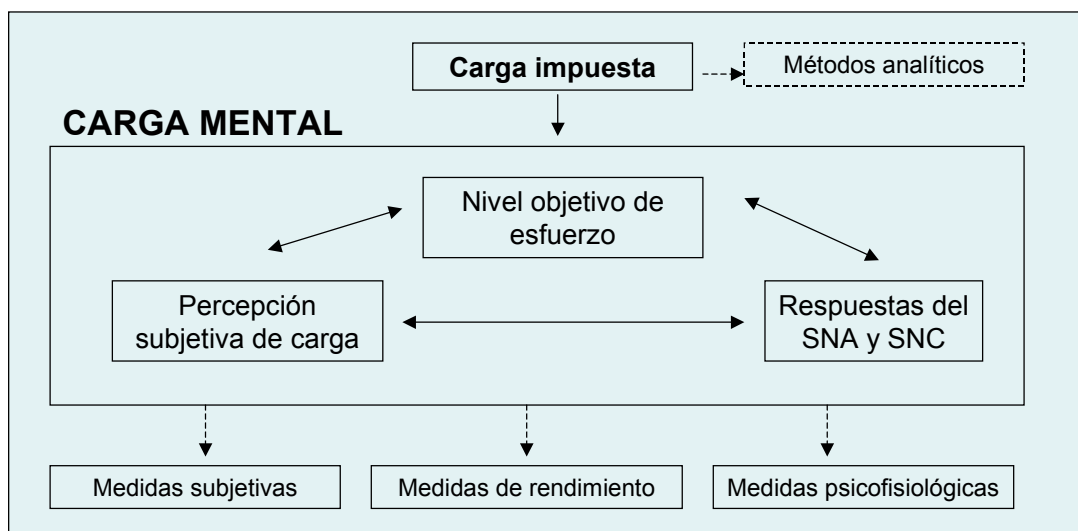 Carga impuesta
Métodos analíticos
CARGA MENTAL
Nivel objetivo de
esfuerzo
Percepción
subjetiva de carga
Respuestas del
SNA y SNC
Medidas subjetivas
Medidas de rendimiento
Medidas psicofisiológicas